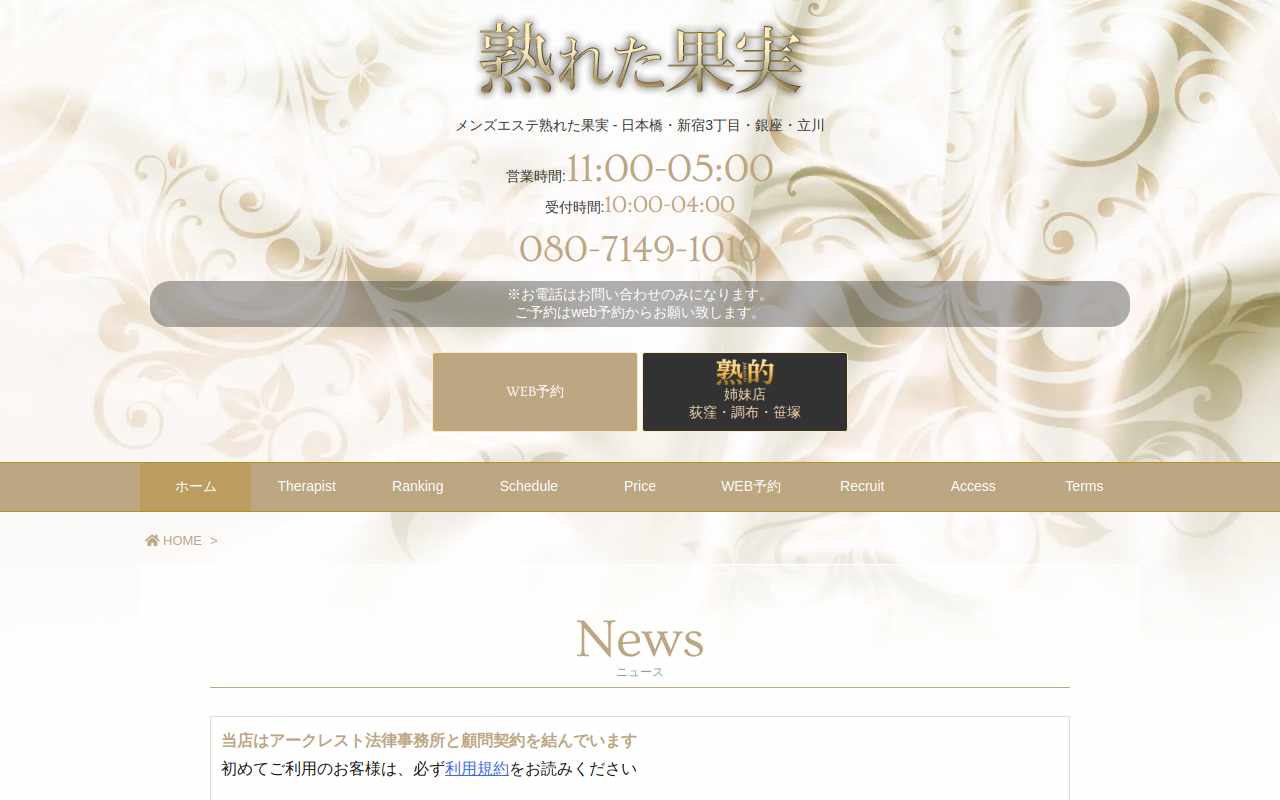 熟れた果実
メンズエステ熟れた果実 - 日本橋・新宿3丁目・銀座・立川
営業時間:11:00-05:00
受付時間:10:00-04:00
080-7149-1010
※お電話はお問い合わせのみになります。
ご予約はweb予約からお願い致します。
WEB予約
熟的
姉妹店
荻窪・調布・笹塚
ホーム Therapist Ranking Schedule Price WEB予約 Recruit Access Terms
HOME >
News
ニュース
当店はアークレスト法律事務所と顧問契約を結んでいます
初めてご利用のお客様は、必ず利用規約をお読みください